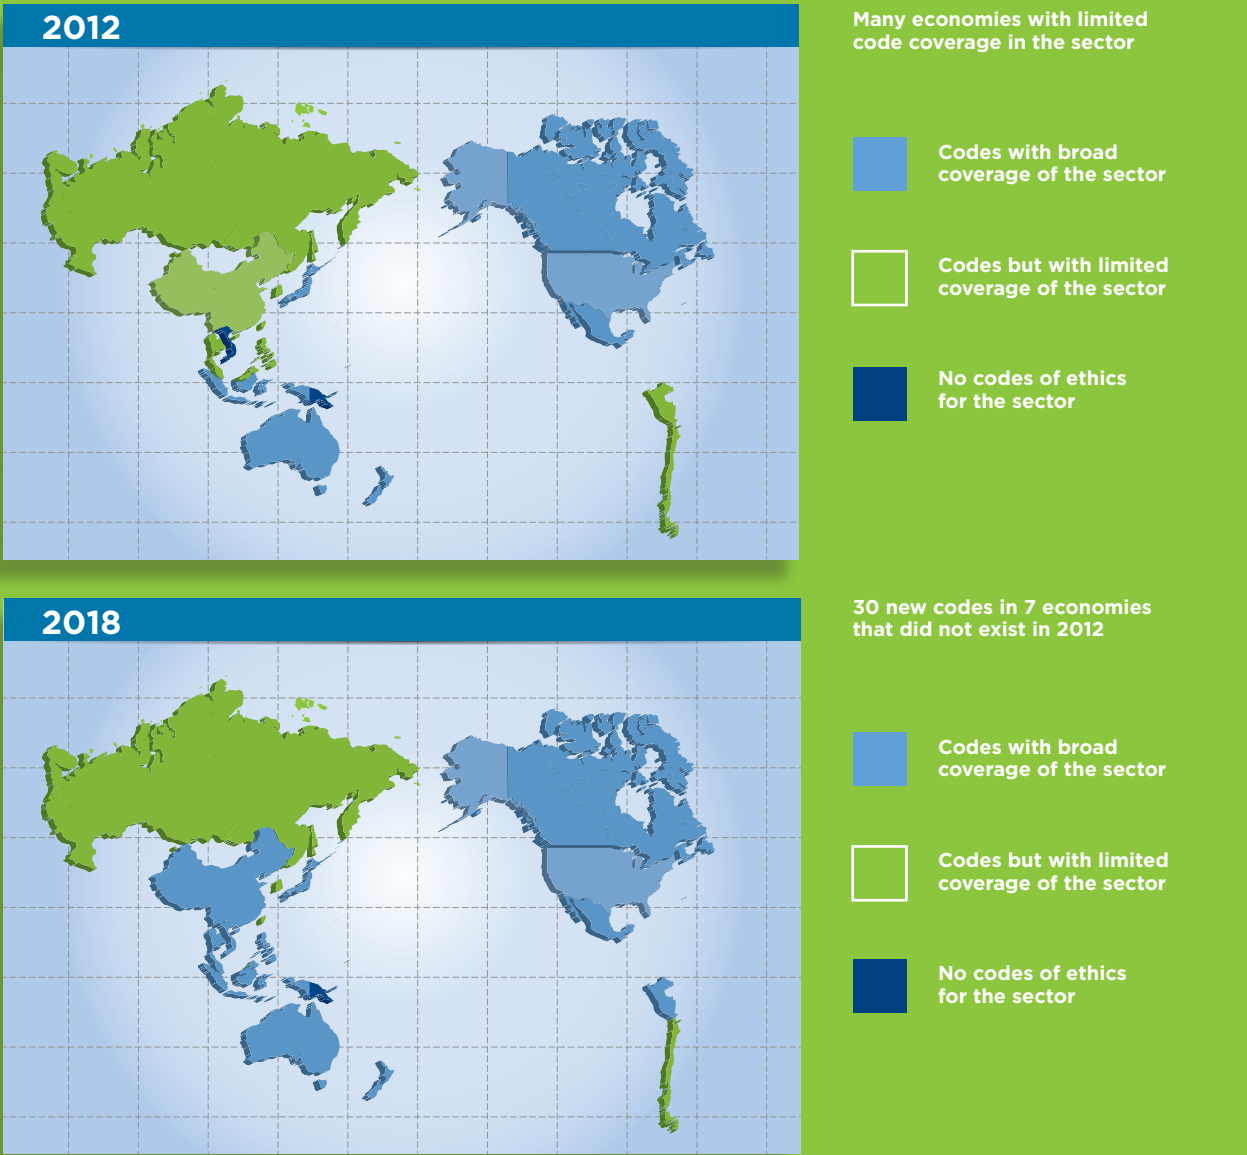 2012
Many economies with limited
code coverage in the sector
Codes with broad
coverage of the sector
Codes but with limited
coverage of the sector
No codes of ethics
for the sector
2018
30 new codes in 7 economies
that did not exist in 2012
Codes with broad
coverage of the sector
Codes but with limited
coverage of the sector
No codes of ethics
for the sector